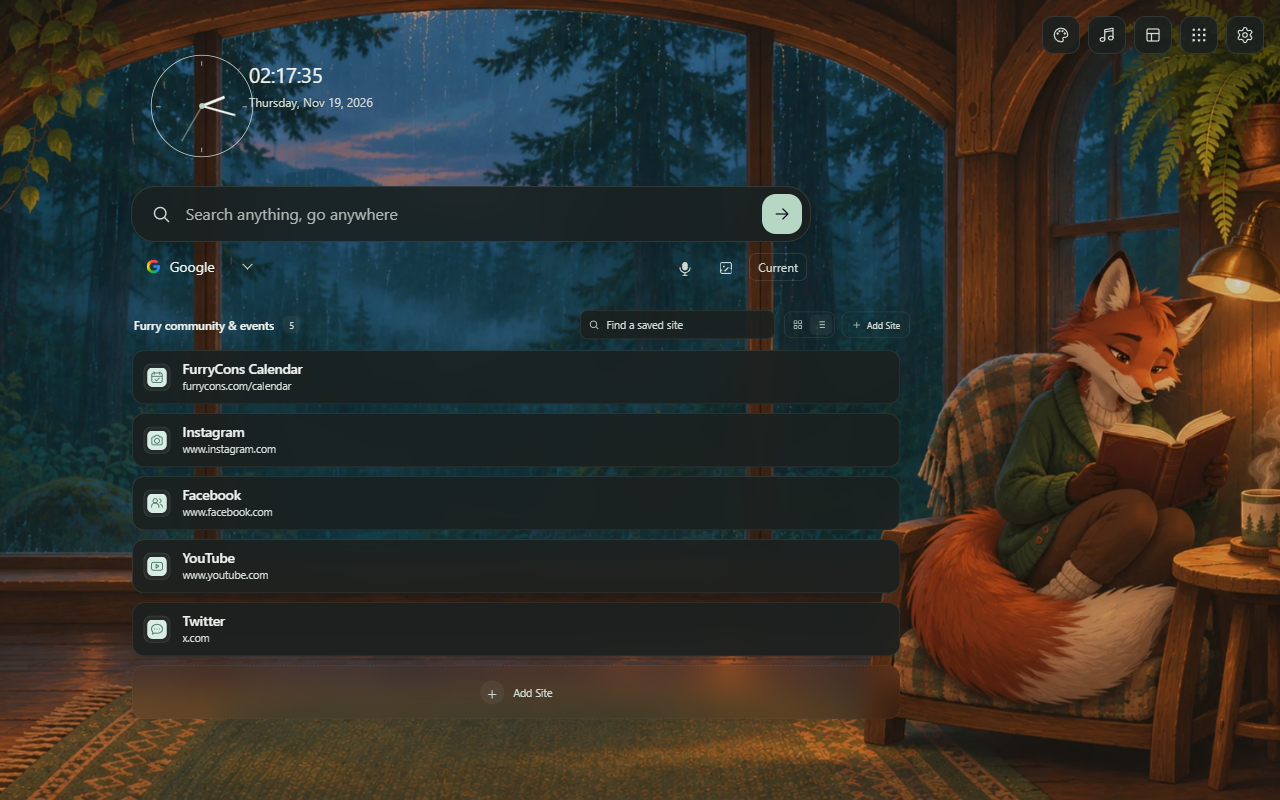 02:17:35
Thursday, Nov 19, 2026
Search anything, go anywhere
Google
Current
Furry community & events 5
Find a saved site
Add Site
FurryCons Calendar
furrycons.com/calendar
Instagram
www.instagram.com
Facebook
www.facebook.com
YouTube
www.youtube.com
Twitter
x.com
Add Site